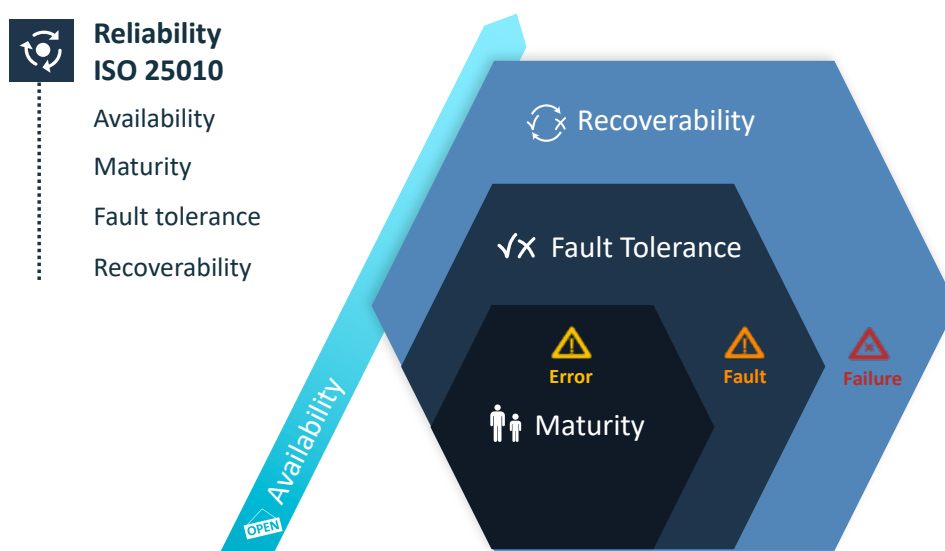 Reliability
ISO 25010
Availability
Maturity
Fault tolerance
Recoverability
Recoverability
Fault Tolerance
Error
Fault
Failure
Maturity
Availability
OPEN